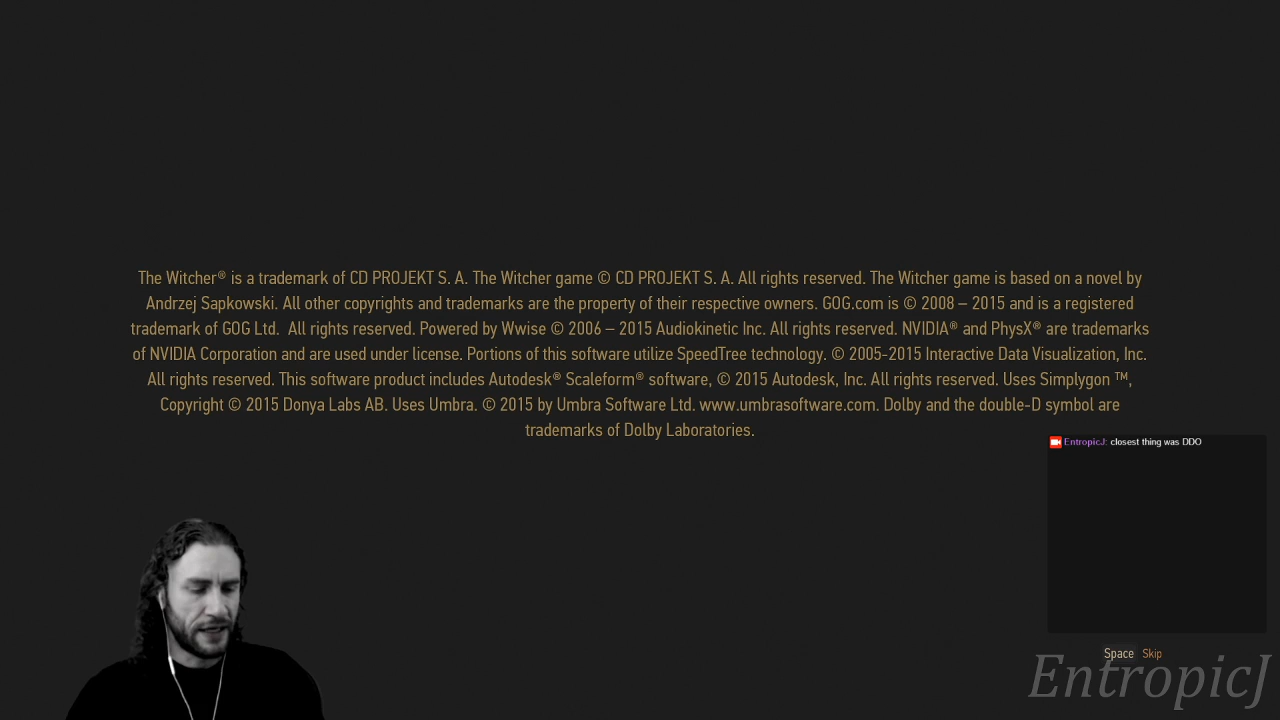 The Witcher® is a trademark of CD PROJEKT S. A. The Witcher game © CD PROJEKT S. A. All rights reserved. The Witcher game is based on a novel by
Andrzej Sapkowski. All other copyrights and trademarks are the property of their respective owners. GOG.com is © 2008 – 2015 and is a registered
trademark of GOG Ltd.  All rights reserved. Powered by Wwise © 2006 – 2015 Audiokinetic Inc. All rights reserved. NVIDIA® and PhysX® are trademarks
of NVIDIA Corporation and are used under license. Portions of this software utilize SpeedTree technology. © 2005-2015 Interactive Data Visualization, Inc.
All rights reserved. This software product includes Autodesk® Scaleform® software, © 2015 Autodesk, Inc. All rights reserved. Uses Simplygon ™,
Copyright © 2015 Donya Labs AB. Uses Umbra. © 2015 by Umbra Software Ltd. www.umbrasoftware.com. Dolby and the double-D symbol are
trademarks of Dolby Laboratories.
EntropicJ: closest thing was DDO
Space Skip
EntropicJ